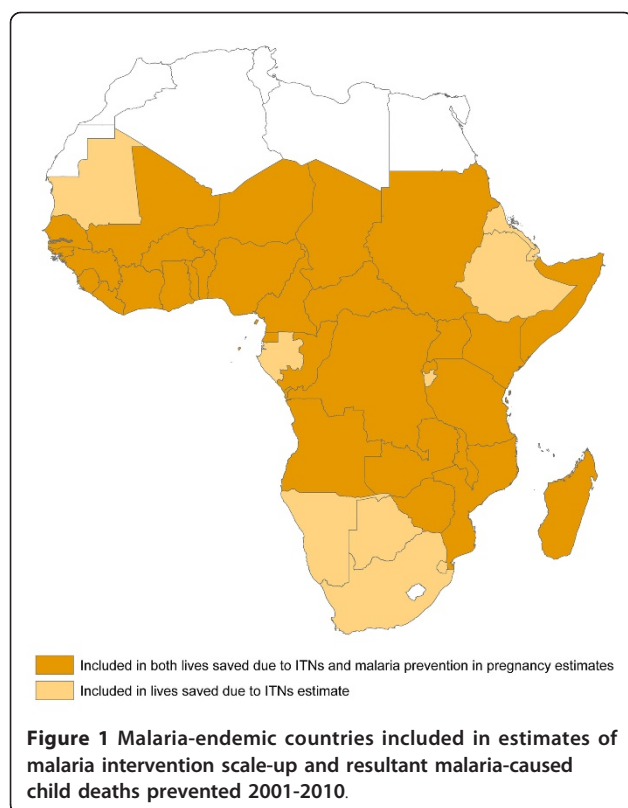 Included in both lives saved due to ITNs and malaria prevention in pregnancy estimates
Included in lives saved due to ITNs estimate
Figure 1 Malaria-endemic countries included in estimates of
malaria intervention scale-up and resultant malaria-caused
child deaths prevented 2001-2010.